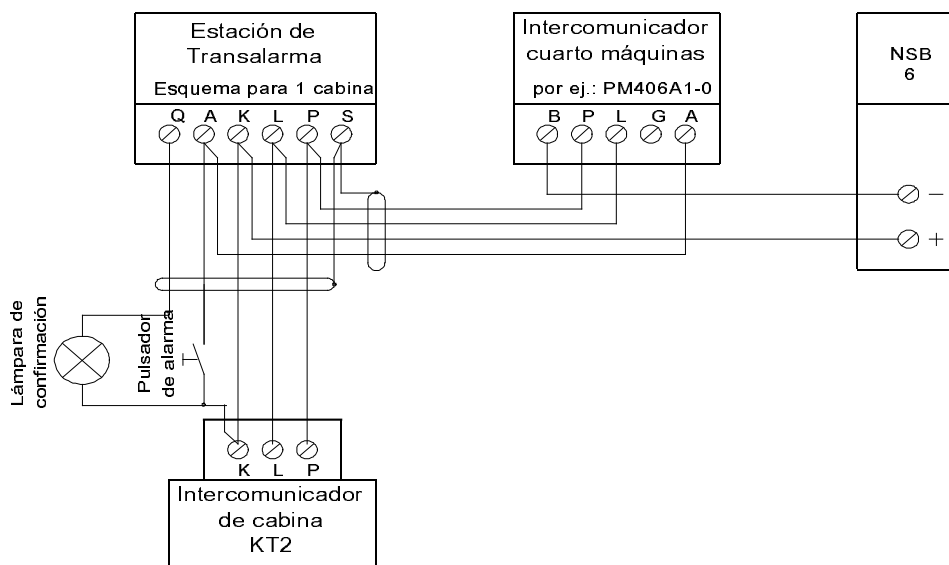 Estación de
Transalarma
Esquema para 1 cabina
Q A K L P S
Intercomunicador
cuarto máquinas
por ej.: PM406A1-0
B P L G A
NSB
6
−
+
Lámpara de
confirmación
Pulsador
de alarma
K L P
Intercomunicador
de cabina
KT2